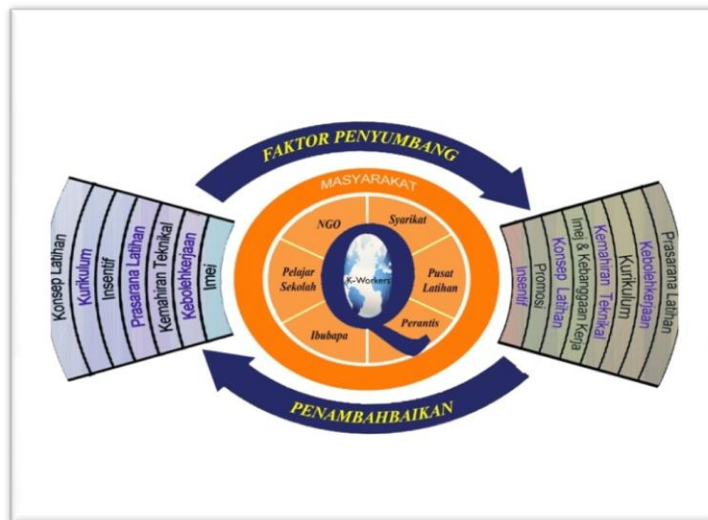 FAKTOR PENYUMBANG
MASYARAKAT
NGO
Syarikat
Pelajar
Sekolah
Pusat
Latihan
Ibubapa
Perantis
K-Workers
Q
Konsep Latihan
Kurikulum
Insentif
Prasarana Latihan
Kemahiran Teknikal
Kebolehkerjaan
Imei
Insentif
Promosi
Konsep Latihan
Imej & Kebanggaan Kerja
Kemahiran Teknikal
Kurikulum
Kebolehkerjaan
Prasarana Latihan
PENAMBAHBAIKAN